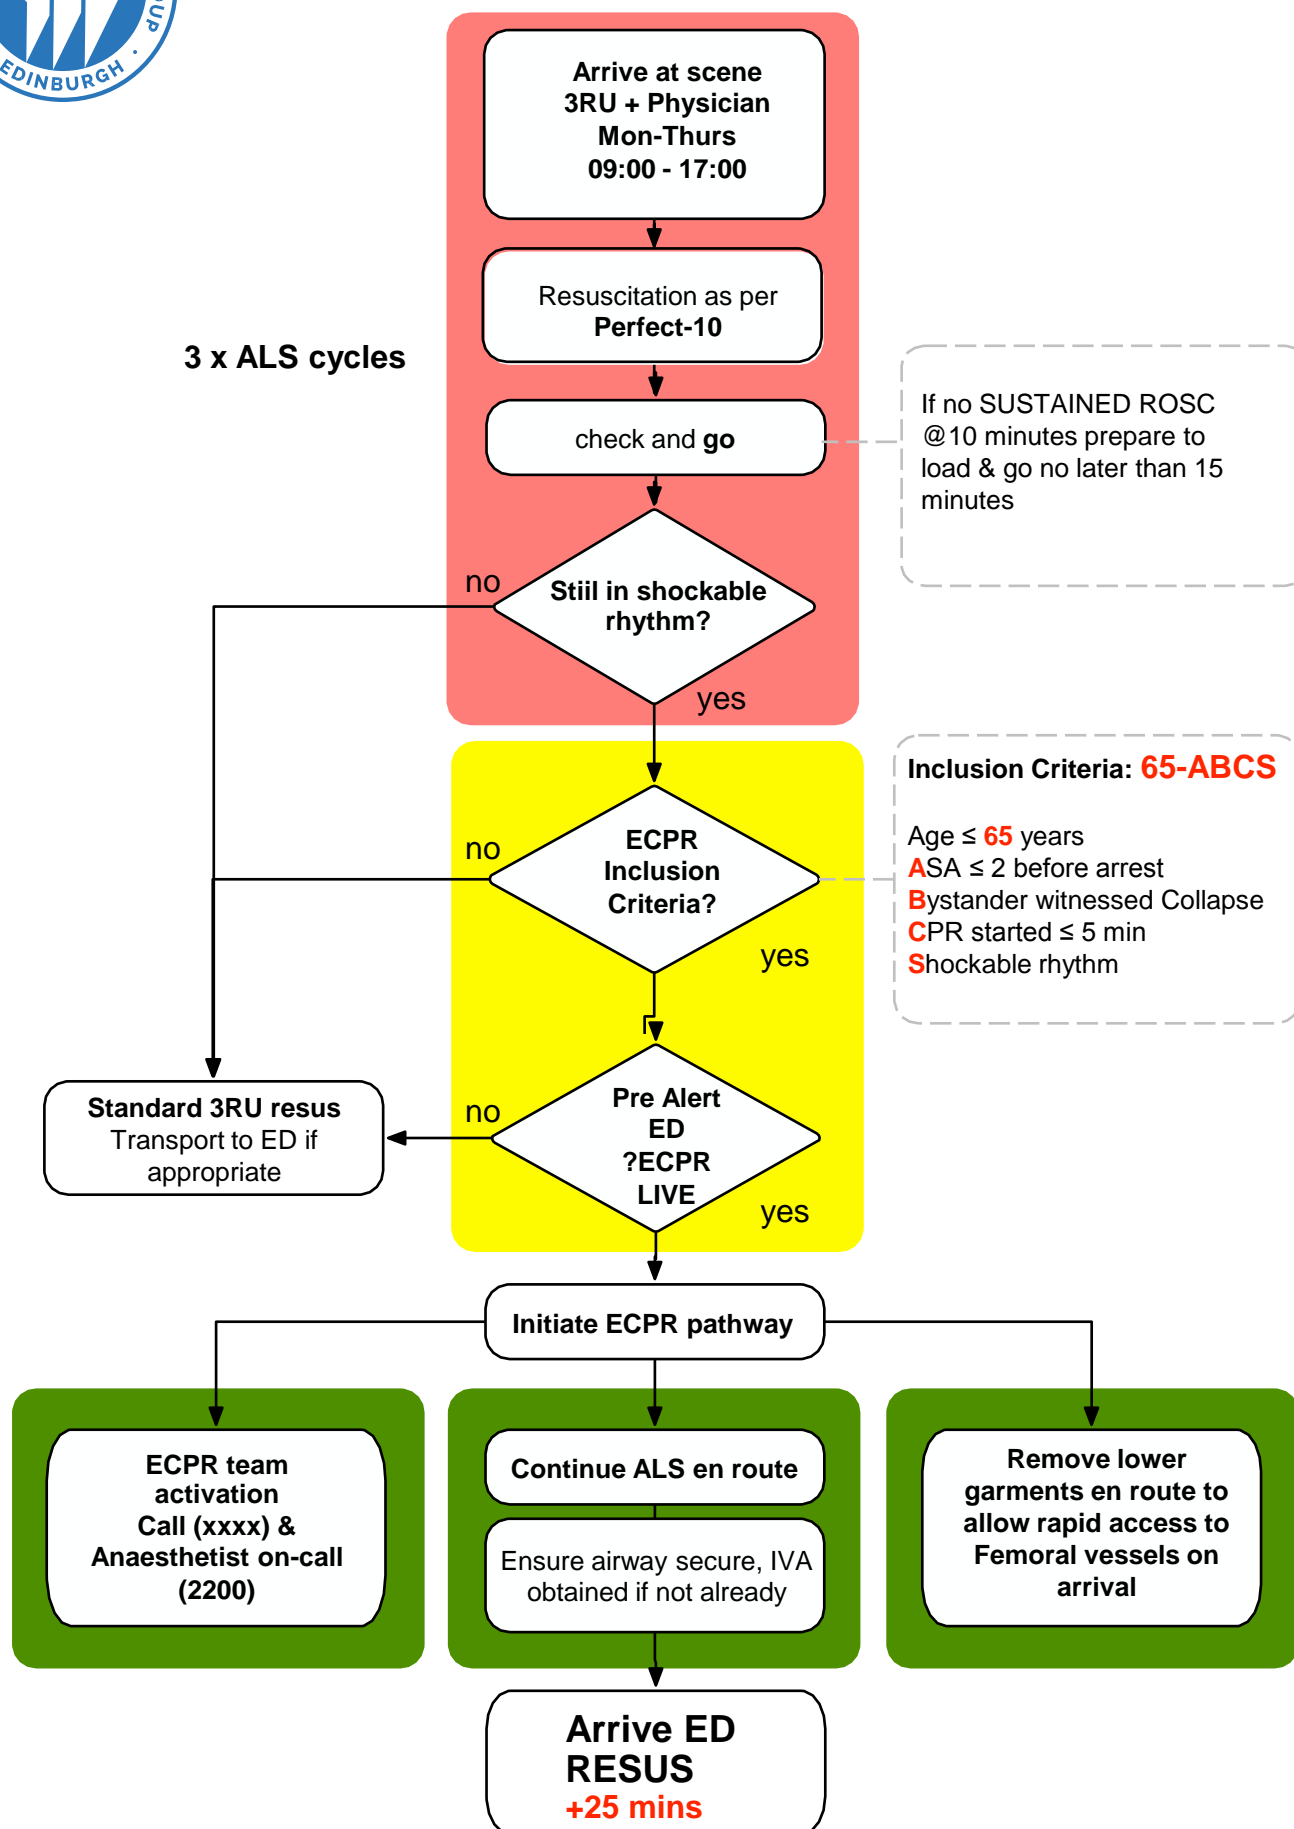 EDINBURGH
Arrive at scene
3RU + Physician
Mon-Thurs
09:00 - 17:00
Resuscitation as per
Perfect-10
3 x ALS cycles
check and go
If no SUSTAINED ROSC
@10 minutes prepare to
load & go no later than 15
minutes
Stiil in shockable
rhythm?
no
yes
Inclusion Criteria: 65-ABCS
Age ≤ 65 years
ASA ≤ 2 before arrest
Bystander witnessed Collapse
CPR started ≤ 5 min
Shockable rhythm
ECPR
Inclusion
Criteria?
no
yes
Pre Alert
ED
?ECPR
LIVE
no
yes
Standard 3RU resus
Transport to ED if
appropriate
Initiate ECPR pathway
ECPR team
activation
Call (xxxx) &
Anaesthetist on-call
(2200)
Continue ALS en route
Ensure airway secure, IVA
obtained if not already
Remove lower
garments en route to
allow rapid access to
Femoral vessels on
arrival
Arrive ED
RESUS
+25 mins